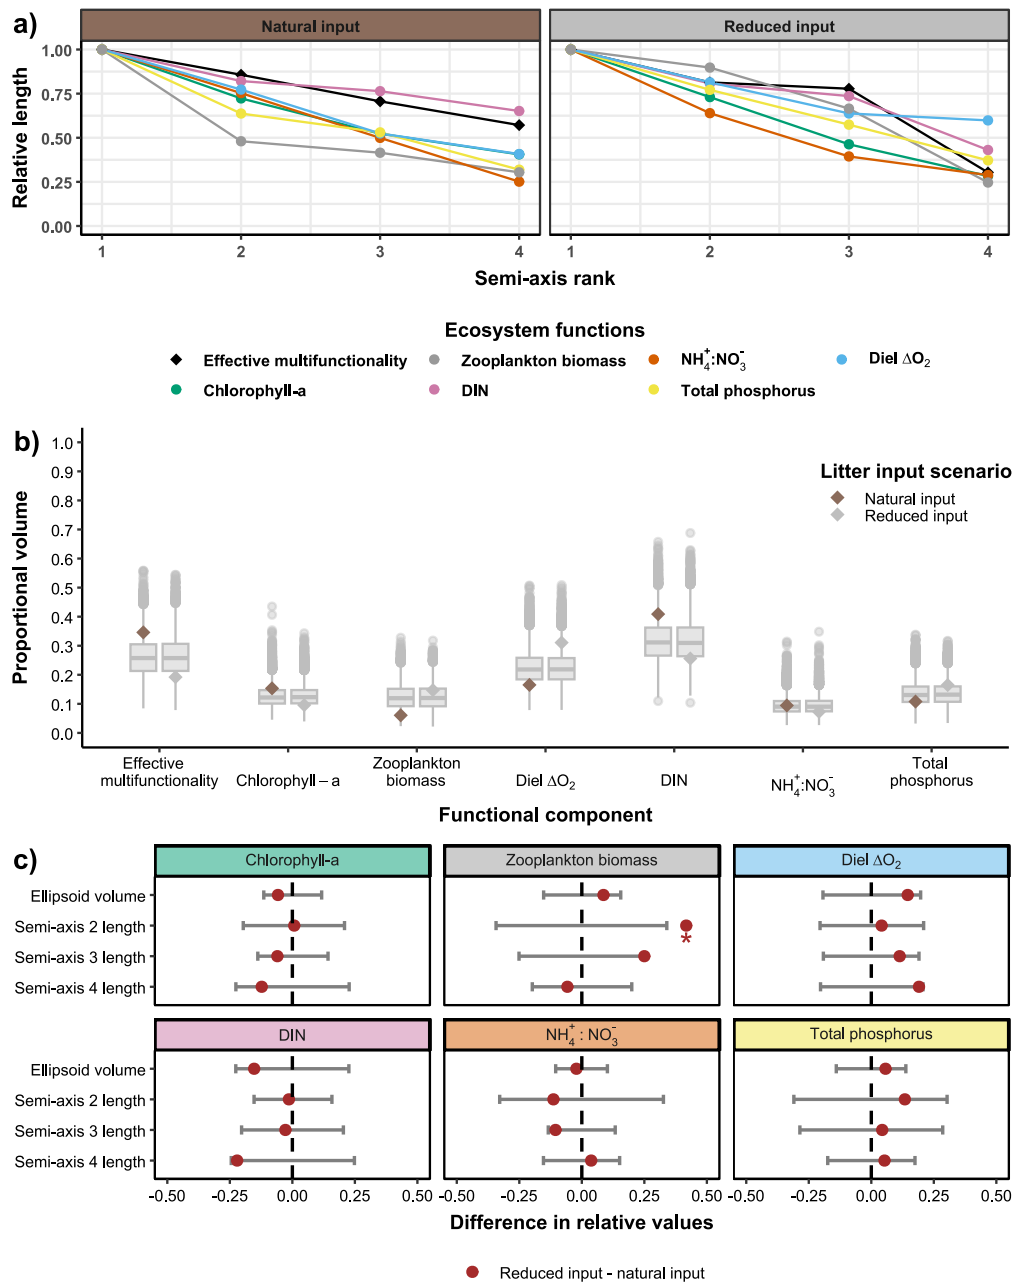 a)
Natural input
Reduced input
Relative length
1.00
0.75
0.50
0.25
0.00
1 2 3 4 1 2 3 4
Semi-axis rank
Ecosystem functions
Effective multifunctionality
Zooplankton biomass
NH4+:NO3-
Diel ΔO2
Chlorophyll-a
DIN
Total phosphorus
b)
Proportional volume
1.0
0.9
0.8
0.7
0.6
0.5
0.4
0.3
0.2
0.1
0.0
Litter input scenario
Natural input
Reduced input
Effective
multifunctionality
Chlorophyll – a
Zooplankton
biomass
Diel ΔO2
DIN
NH4+:NO3-
Total
phosphorus
Functional component
c)
Chlorophyll-a
Zooplankton biomass
Diel ΔO2
Ellipsoid volume
Semi-axis 2 length
Semi-axis 3 length
Semi-axis 4 length
*
DIN
NH4+ : NO3-
Total phosphorus
Ellipsoid volume
Semi-axis 2 length
Semi-axis 3 length
Semi-axis 4 length
-0.50 -0.25 0.00 0.25 0.50 -0.50 -0.25 0.00 0.25 0.50 -0.50 -0.25 0.00 0.25 0.50
Difference in relative values
Reduced input - natural input